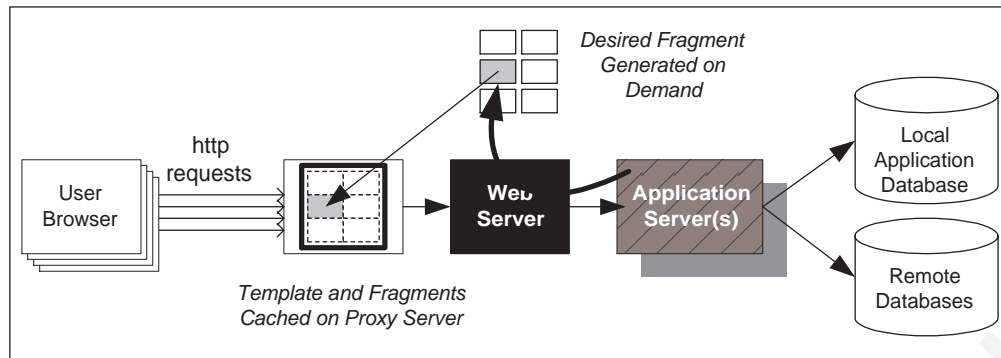 Desired Fragment
Generated on
Demand
http
requests
User
Browser
Web
Server
Application
Server(s)
Local
Application
Database
Remote
Databases
Template and Fragments
Cached on Proxy Server